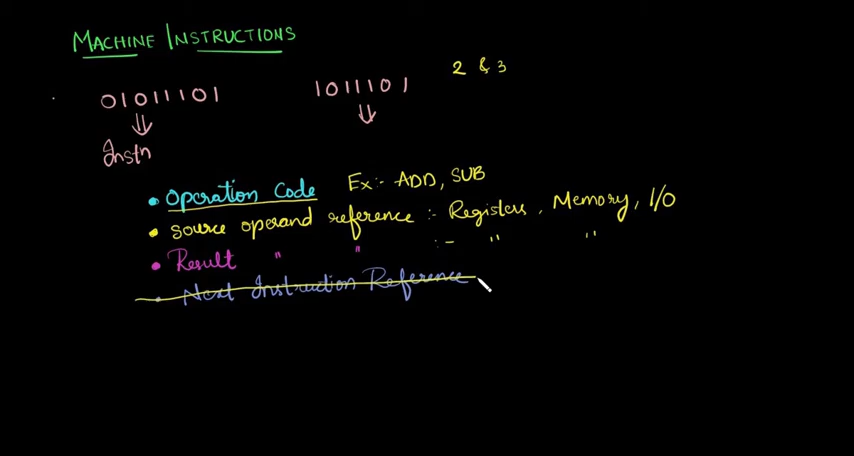 MACHINE INSTRUCTIONS
2 & 3
01011101 1011101
Instn
• Operation Code Ex:- ADD, SUB
• Source operand reference :- Registers, Memory, I/O
• Result " " :- " "
• Next Instruction Reference